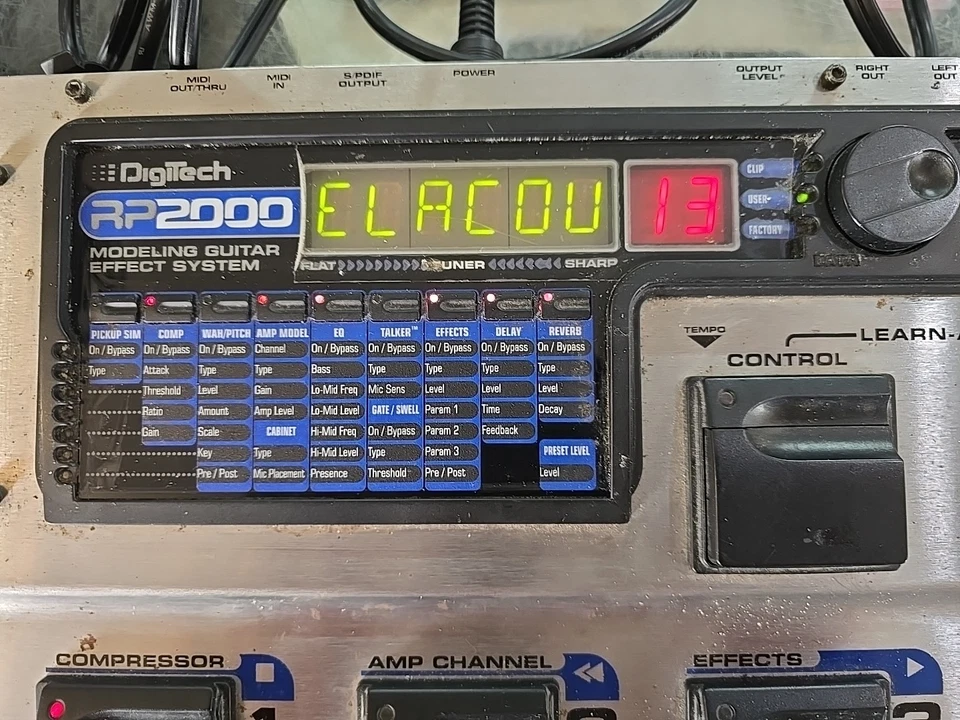 MIDI OUT/THRU
MIDI IN
S/PDIF OUTPUT
POWER
OUTPUT LEVEL
RIGHT OUT
LEFT OUT
DigiTech
RP2000
MODELING GUITAR
EFFECT SYSTEM
ELACOU
13
CLIP
USER
FACTORY
FLAT TUNER SHARP
PICKUP SIM COMP WAH/PITCH AMP MODEL EQ TALKER™ EFFECTS DELAY REVERB
On / Bypass On / Bypass On / Bypass Channel On / Bypass On / Bypass On / Bypass On / Bypass On / Bypass
Type Attack Type Type Bass Type Type Type Type
Threshold Level Gain Lo-Mid Freq Mic Sens Level Level Level
Ratio Amount Amp Level Lo-Mid Level GATE / SWELL Param 1 Time Decay
Gain Scale CABINET Hi-Mid Freq On / Bypass Param 2 Feedback
Key Type Hi-Mid Level Type Param 3 PRESET LEVEL
Pre / Post Mic Placement Presence Threshold Pre / Post Level
TEMPO
LEARN-A
CONTROL
COMPRESSOR
AMP CHANNEL
EFFECTS
1